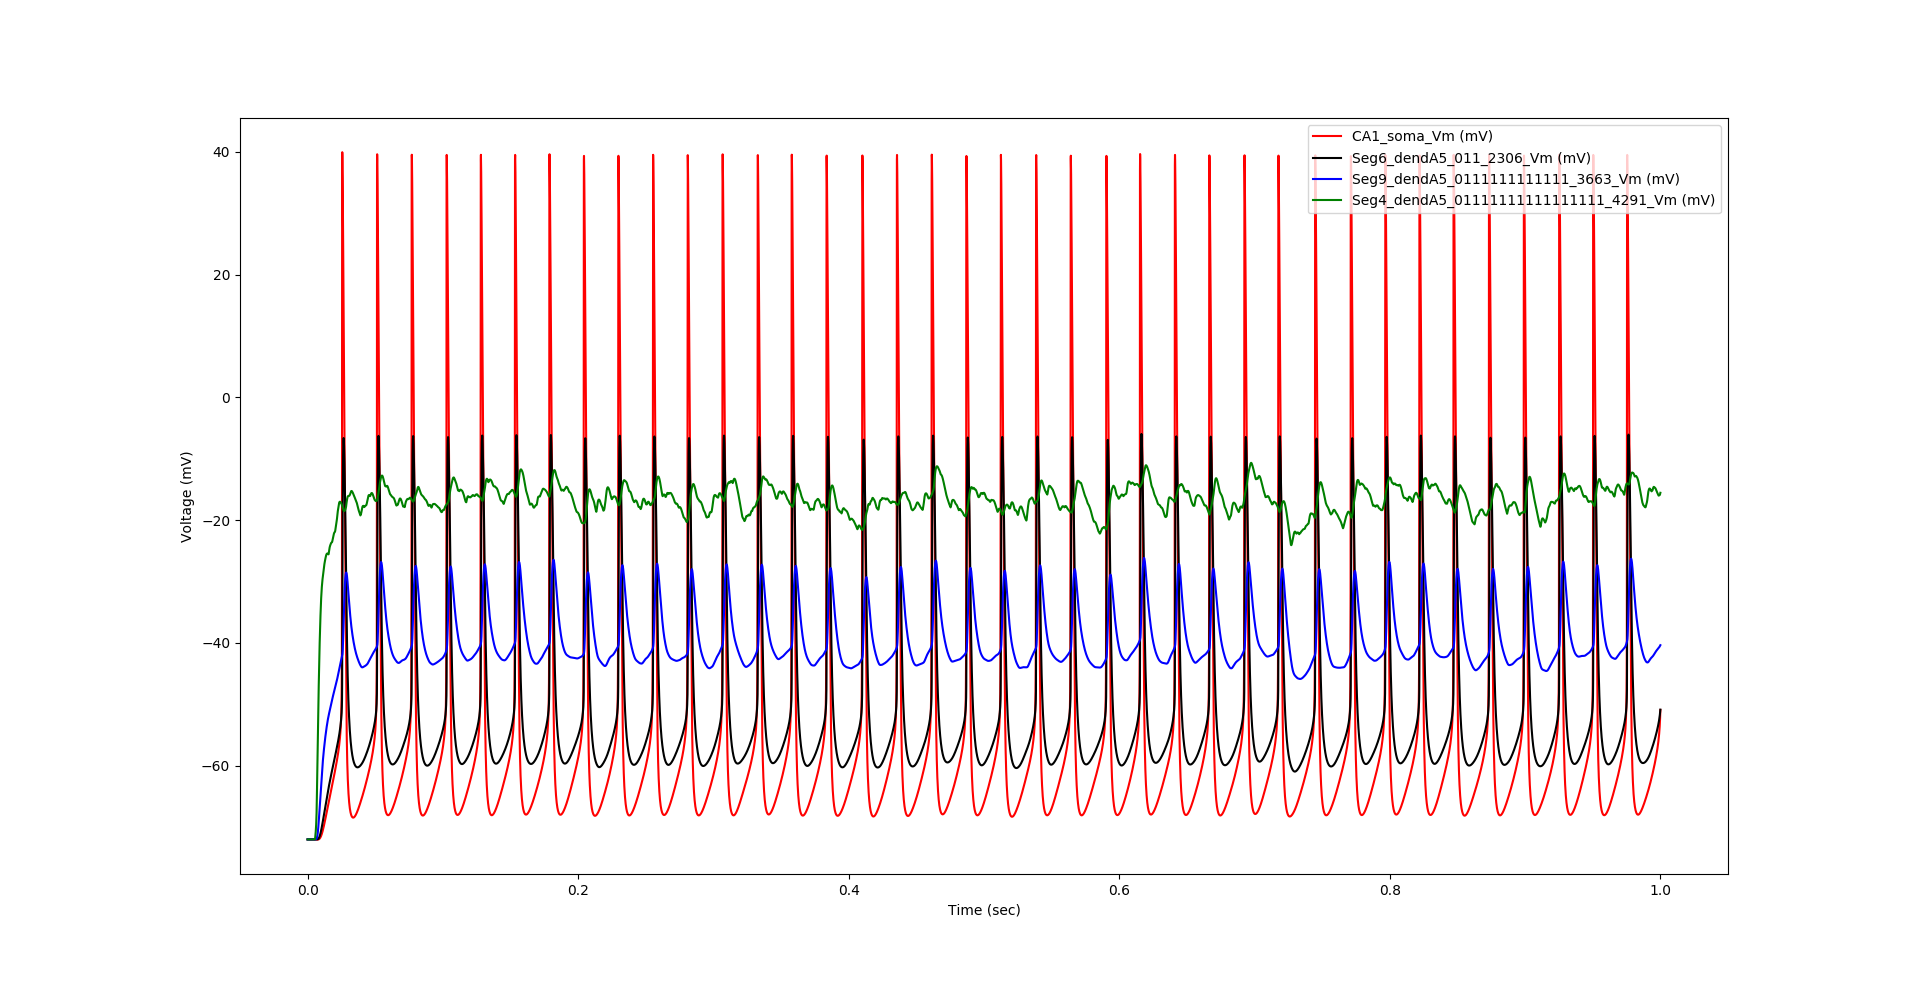 CA1_soma_Vm (mV)
Seg6_dendA5_011_2306_Vm (mV)
Seg9_dendA5_0111111111111_3663_Vm (mV)
Seg4_dendA5_01111111111111111_4291_Vm (mV)
40
20
0
−20
−40
−60
Voltage (mV)
0.0
0.2
0.4
0.6
0.8
1.0
Time (sec)